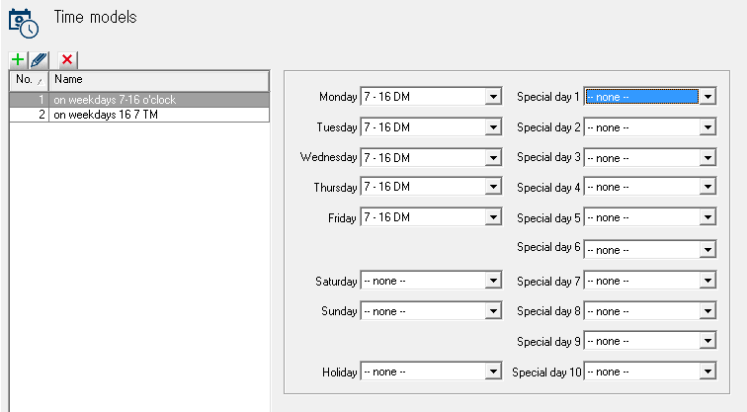 Time models
No. Name
1 on weekdays 7-16 o'clock
2 on weekdays 16 7 TM
Monday 7 - 16 DM Special day 1 -- none --
Tuesday 7 - 16 DM Special day 2 -- none --
Wednesday 7 - 16 DM Special day 3 -- none --
Thursday 7 - 16 DM Special day 4 -- none --
Friday 7 - 16 DM Special day 5 -- none --
Special day 6 -- none --
Saturday -- none -- Special day 7 -- none --
Sunday -- none -- Special day 8 -- none --
Special day 9 -- none --
Holiday -- none -- Special day 10 -- none --